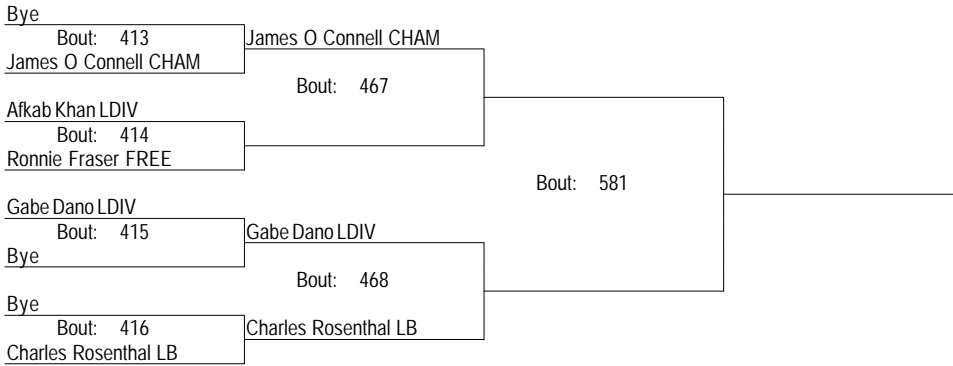 Bye
Bout: 413
James O Connell CHAM
James O Connell CHAM
Bout: 467
Afkab Khan LDIV
Bout: 414
Ronnie Fraser FREE
Bout: 581
Gabe Dano LDIV
Bout: 415
Gabe Dano LDIV
Bye
Bout: 468
Bye
Bout: 416
Charles Rosenthal LB
Charles Rosenthal LB